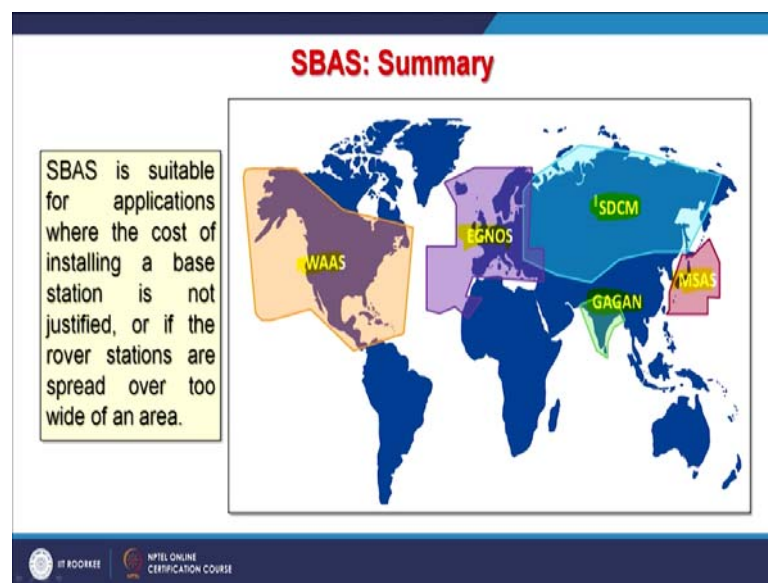 SBAS: Summary
SBAS is suitable
for applications
where the cost of
installing a base
station is not
justified, or if the
rover stations are
spread over too
wide of an area.
WAAS
EGNOS
SDCM
GAGAN
MSAS
IIT ROORKEE
NPTEL ONLINE
CERTIFICATION COURSE